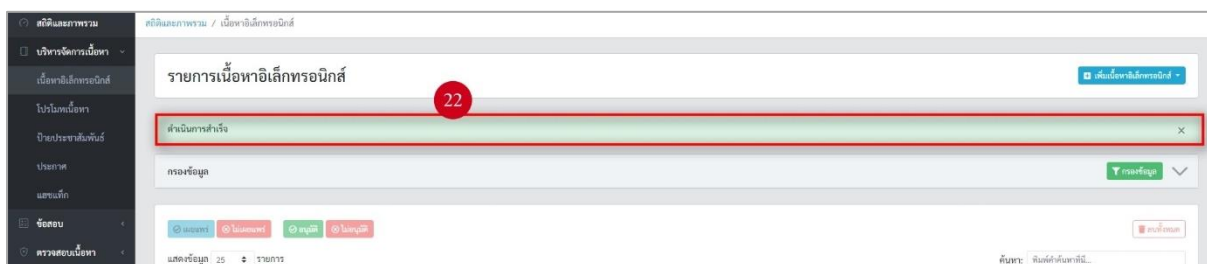 สถิติและภาพรวม
สถิติและภาพรวม / เนื้อหาอิเล็กทรอนิกส์
บริหารจัดการเนื้อหา
เนื้อหาอิเล็กทรอนิกส์
รายการเนื้อหาอิเล็กทรอนิกส์
เพิ่มเนื้อหาอิเล็กทรอนิกส์
โปรโมทเนื้อหา
22
ป้ายประชาสัมพันธ์
ดำเนินการสำเร็จ ×
ประกาศ
กรองข้อมูล
กรองข้อมูล
แฮชแท็ก
ข้อสอบ
เผยแพร่ ไม่เผยแพร่ อนุมัติ ไม่อนุมัติ
ลบทั้งหมด
ตรวจสอบเนื้อหา
แสดงข้อมูล 25 รายการ
ค้นหา: พิมพ์คำค้นหาที่นี่...